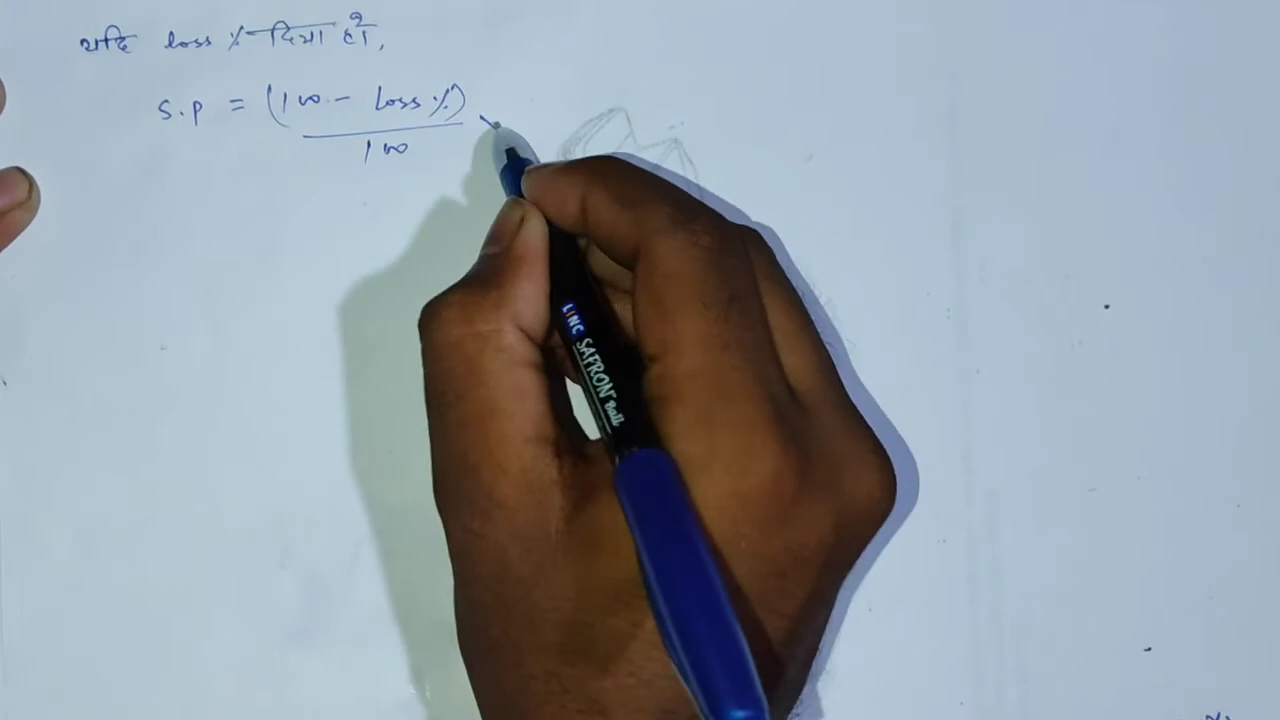 यदि loss % दिया हो,
S.P = (100 - loss %)
100
LINC SAFRON Ball